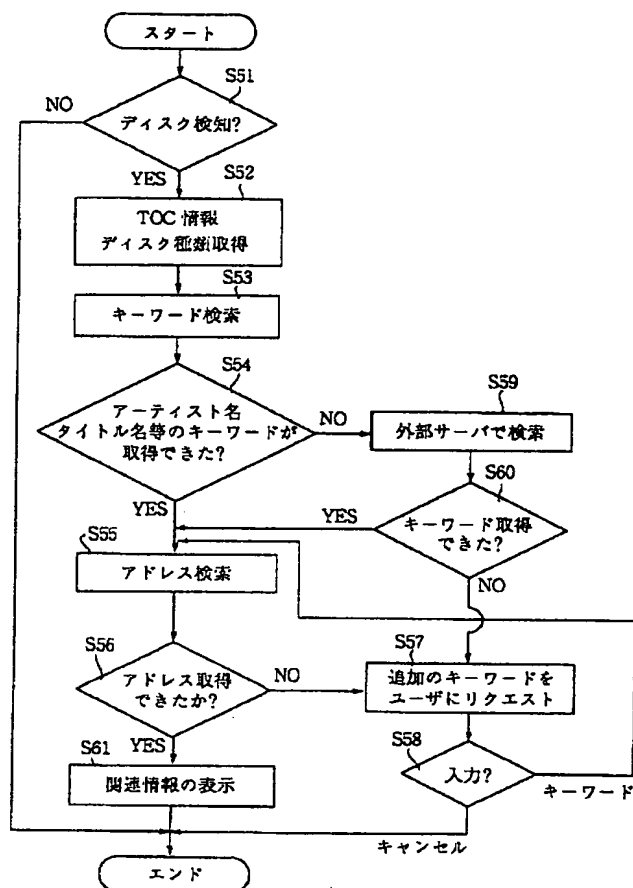 スタート
S51
NO
ディスク検知?
YES
S52
TOC 情報
ディスク種類取得
S53
キーワード検索
S54
アーティスト名
タイトル名等のキーワードが
取得できた?
NO
S59
外部サーバで検索
S60
YES
キーワード取得
できた?
YES
NO
S55
アドレス検索
S56
アドレス取得
できたか?
NO
S57
追加のキーワードを
ユーザにリクエスト
YES
S58
入力?
キーワード
S61
関連情報の表示
キャンセル
エンド